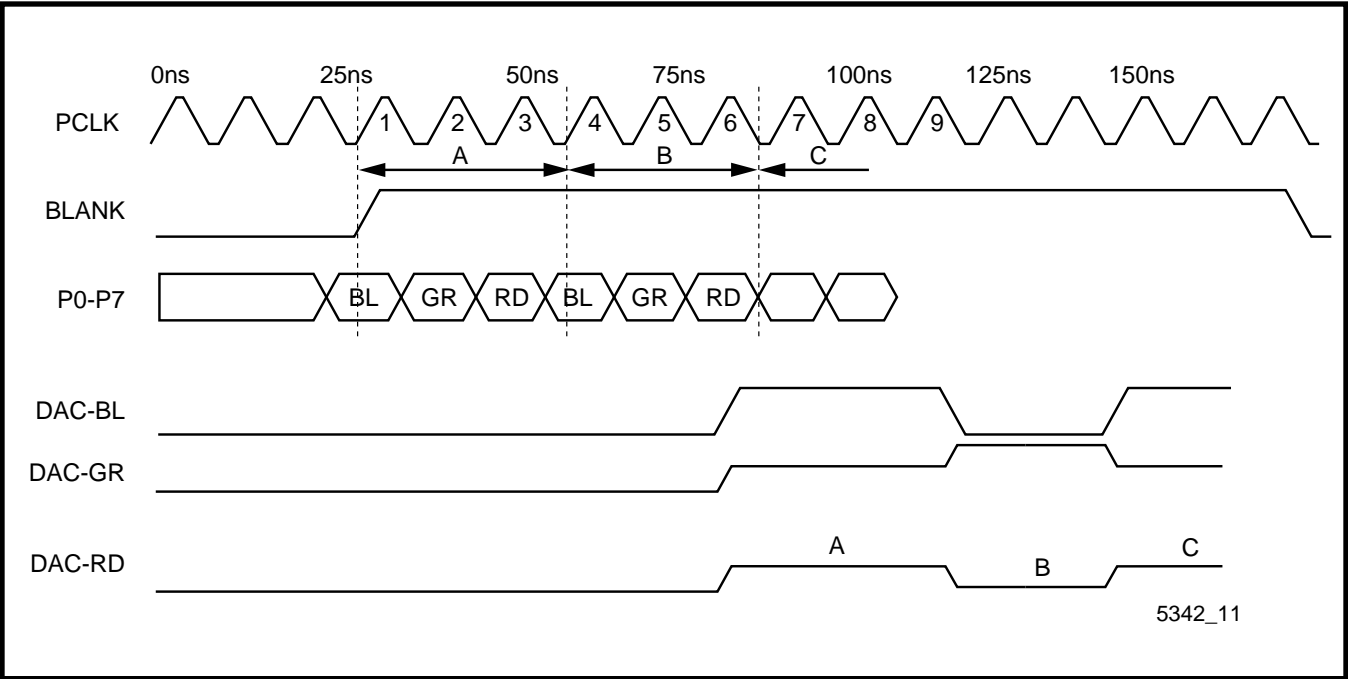 0ns 25ns 50ns 75ns 100ns 125ns 150ns
PCLK 1 2 3 4 5 6 7 8 9
A B C
BLANK
P0-P7 BL GR RD BL GR RD
DAC-BL
DAC-GR
DAC-RD A B C
5342_11